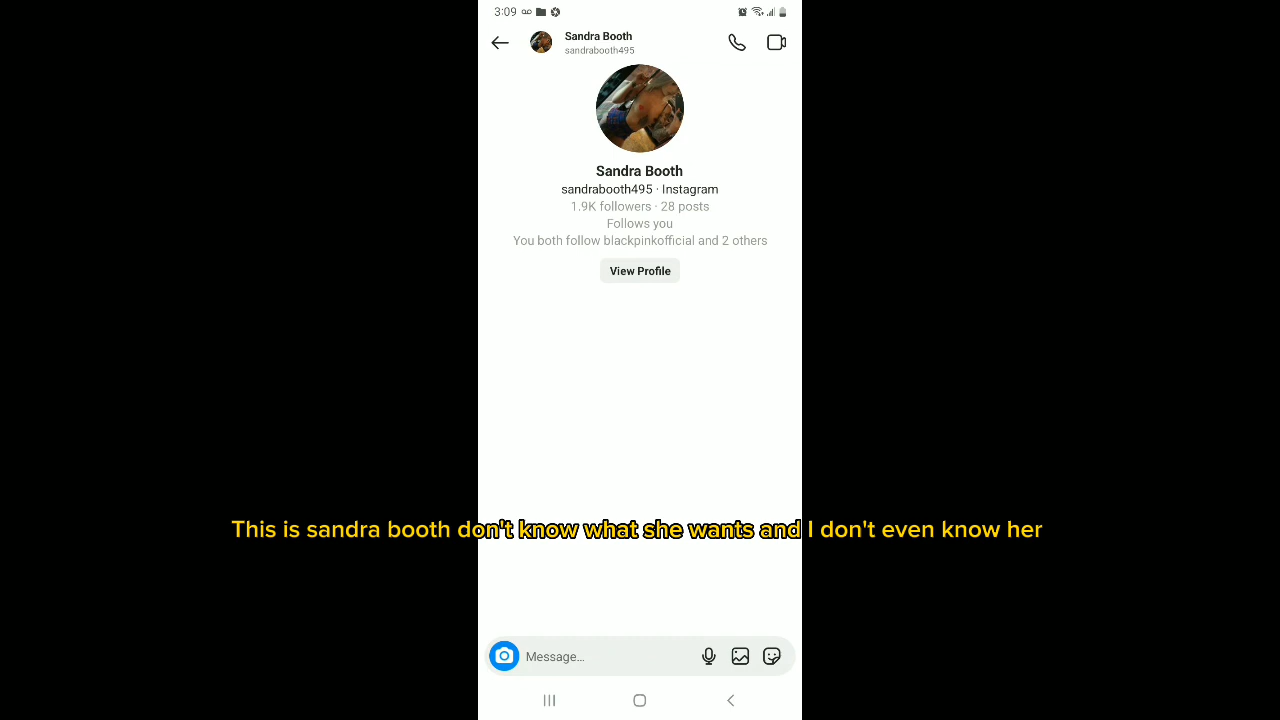 3:09
Sandra Booth
sandrabooth495
Sandra Booth
sandrabooth495 · Instagram
1.9K followers · 28 posts
Follows you
You both follow blackpinkofficial and 2 others
View Profile
This is sandra booth don't know what she wants and I don't even know her
Message...